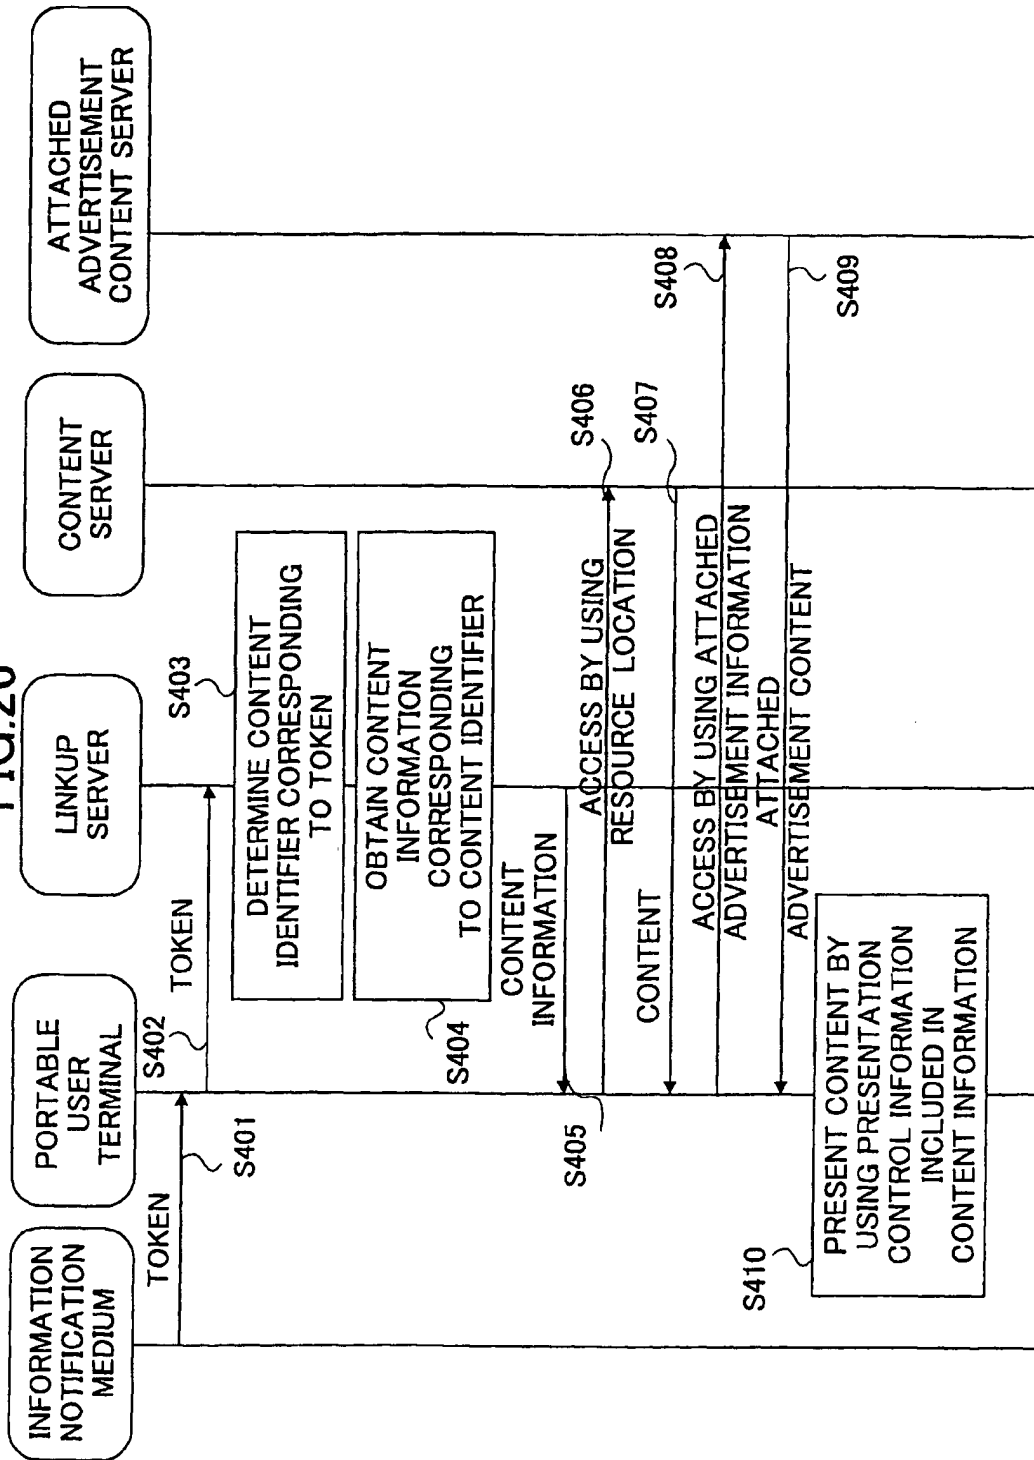 FIG.20
INFORMATION
NOTIFICATION
MEDIUM
PORTABLE
USER
TERMINAL
LINKUP
SERVER
CONTENT
SERVER
ATTACHED
ADVERTISEMENT
CONTENT SERVER
TOKEN
S401
S402
TOKEN
S403
DETERMINE CONTENT
IDENTIFIER CORRESPONDING
TO TOKEN
OBTAIN CONTENT
INFORMATION
CORRESPONDING
TO CONTENT IDENTIFIER
S404
CONTENT
INFORMATION
S405
ACCESS BY USING
RESOURCE LOCATION
S406
CONTENT
S407
ACCESS BY USING ATTACHED
ADVERTISEMENT INFORMATION
S408
ATTACHED
ADVERTISEMENT CONTENT
S409
S410
PRESENT CONTENT BY
USING PRESENTATION
CONTROL INFORMATION
INCLUDED IN
CONTENT INFORMATION